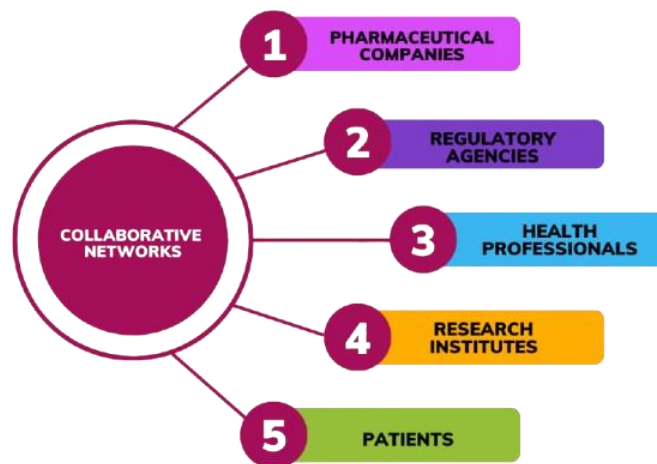 COLLABORATIVE
NETWORKS
1
PHARMACEUTICAL
COMPANIES
2
REGULATORY
AGENCIES
3
HEALTH
PROFESSIONALS
4
RESEARCH
INSTITUTES
5
PATIENTS